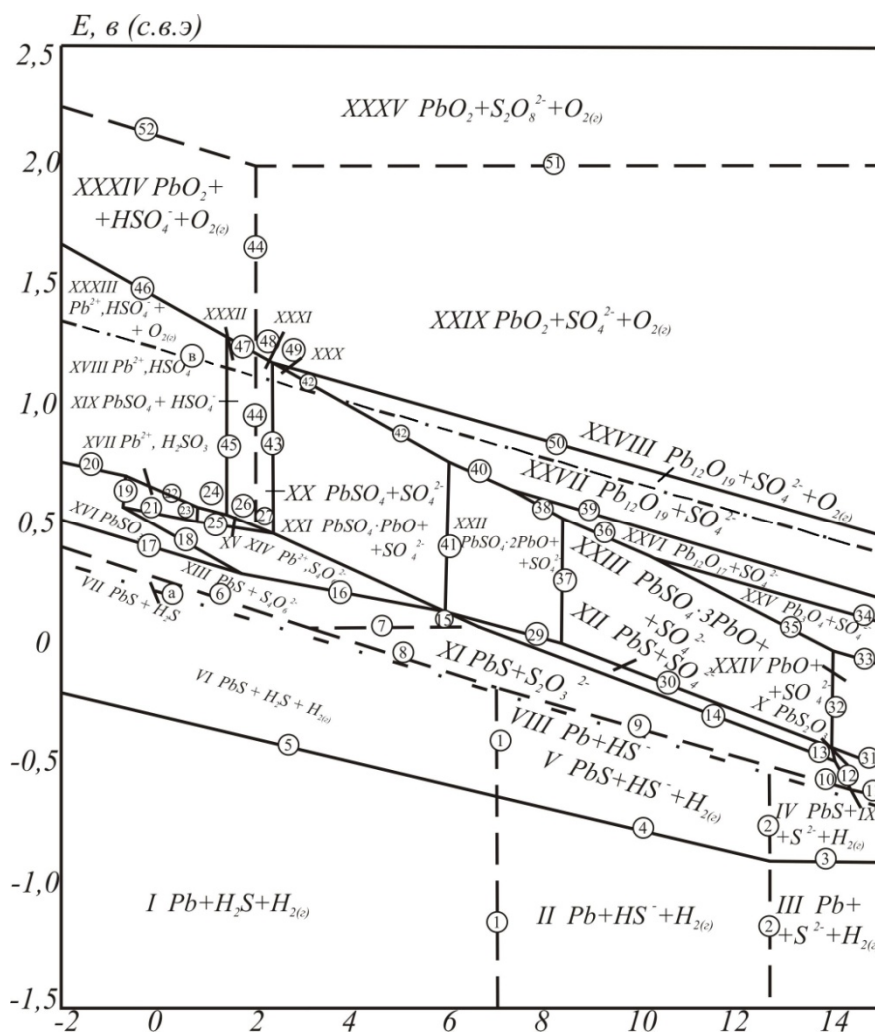 E, в (с.в.э)
2,5
XXXV PbO₂+S₂O₈²⁻+O₂₍г₎
52
2,0
51
XXXIV PbO₂+
+HSO₄⁻+O₂₍г₎
44
1,5
46
XXXIII
Pb²⁺,HSO₄⁻+
+ O₂₍г₎
XXXII
XXXI
47
48
49
XXX
XXIX PbO₂+SO₄²⁻+O₂₍г₎
в
42
XVIII Pb²⁺,HSO₄⁻
1,0
XIX PbSO₄+ HSO₄⁻
44
42
45
43
50
XXVIII Pb₁₂O₁₉+SO₄²⁻+O₂₍г₎
XVII Pb²⁺, H₂SO₃
20
40
XXVII Pb₁₂O₁₉+SO₄²⁻
19
22
24
XX PbSO₄+SO₄²⁻
0,5
21
23
26
27
25
XXI PbSO₄·PbO+
+SO₄²⁻
XXII
PbSO₄·2PbO+
+SO₄²⁻
38
39
36
XXVI Pb₁₂O₁₇+SO₄²⁻
XVI PbSO₄
18
17
XV
XIV Pb²⁺,S₄O₆²⁻
41
37
XXIII PbSO₄·3PbO+
+SO₄²⁻
XXV Pb₃O₄+SO₄²⁻
34
XIII PbS+ S₄O₆²⁻
VII PbS + H₂S
а
6
16
15
7
29
35
0
33
8
XII PbS+SO₄²⁻
XXIV PbO+
+SO₄²⁻
XI PbS+S₂O₃²⁻
30
32
VI PbS + H₂S + H₂₍г₎
X PbS₂O₃
5
1
9
14
VIII Pb+HS⁻
13
31
-0,5
V PbS+HS⁻+H₂₍г₎
10
12
11
IV PbS+
+S²⁻+H₂₍г₎
IX
2
4
3
-1,0
I Pb+H₂S+H₂₍г₎
1
II Pb+HS⁻+H₂₍г₎
2
III Pb+
+S²⁻+H₂₍г₎
-1,5
-2 0 2 4 6 8 10 12 14